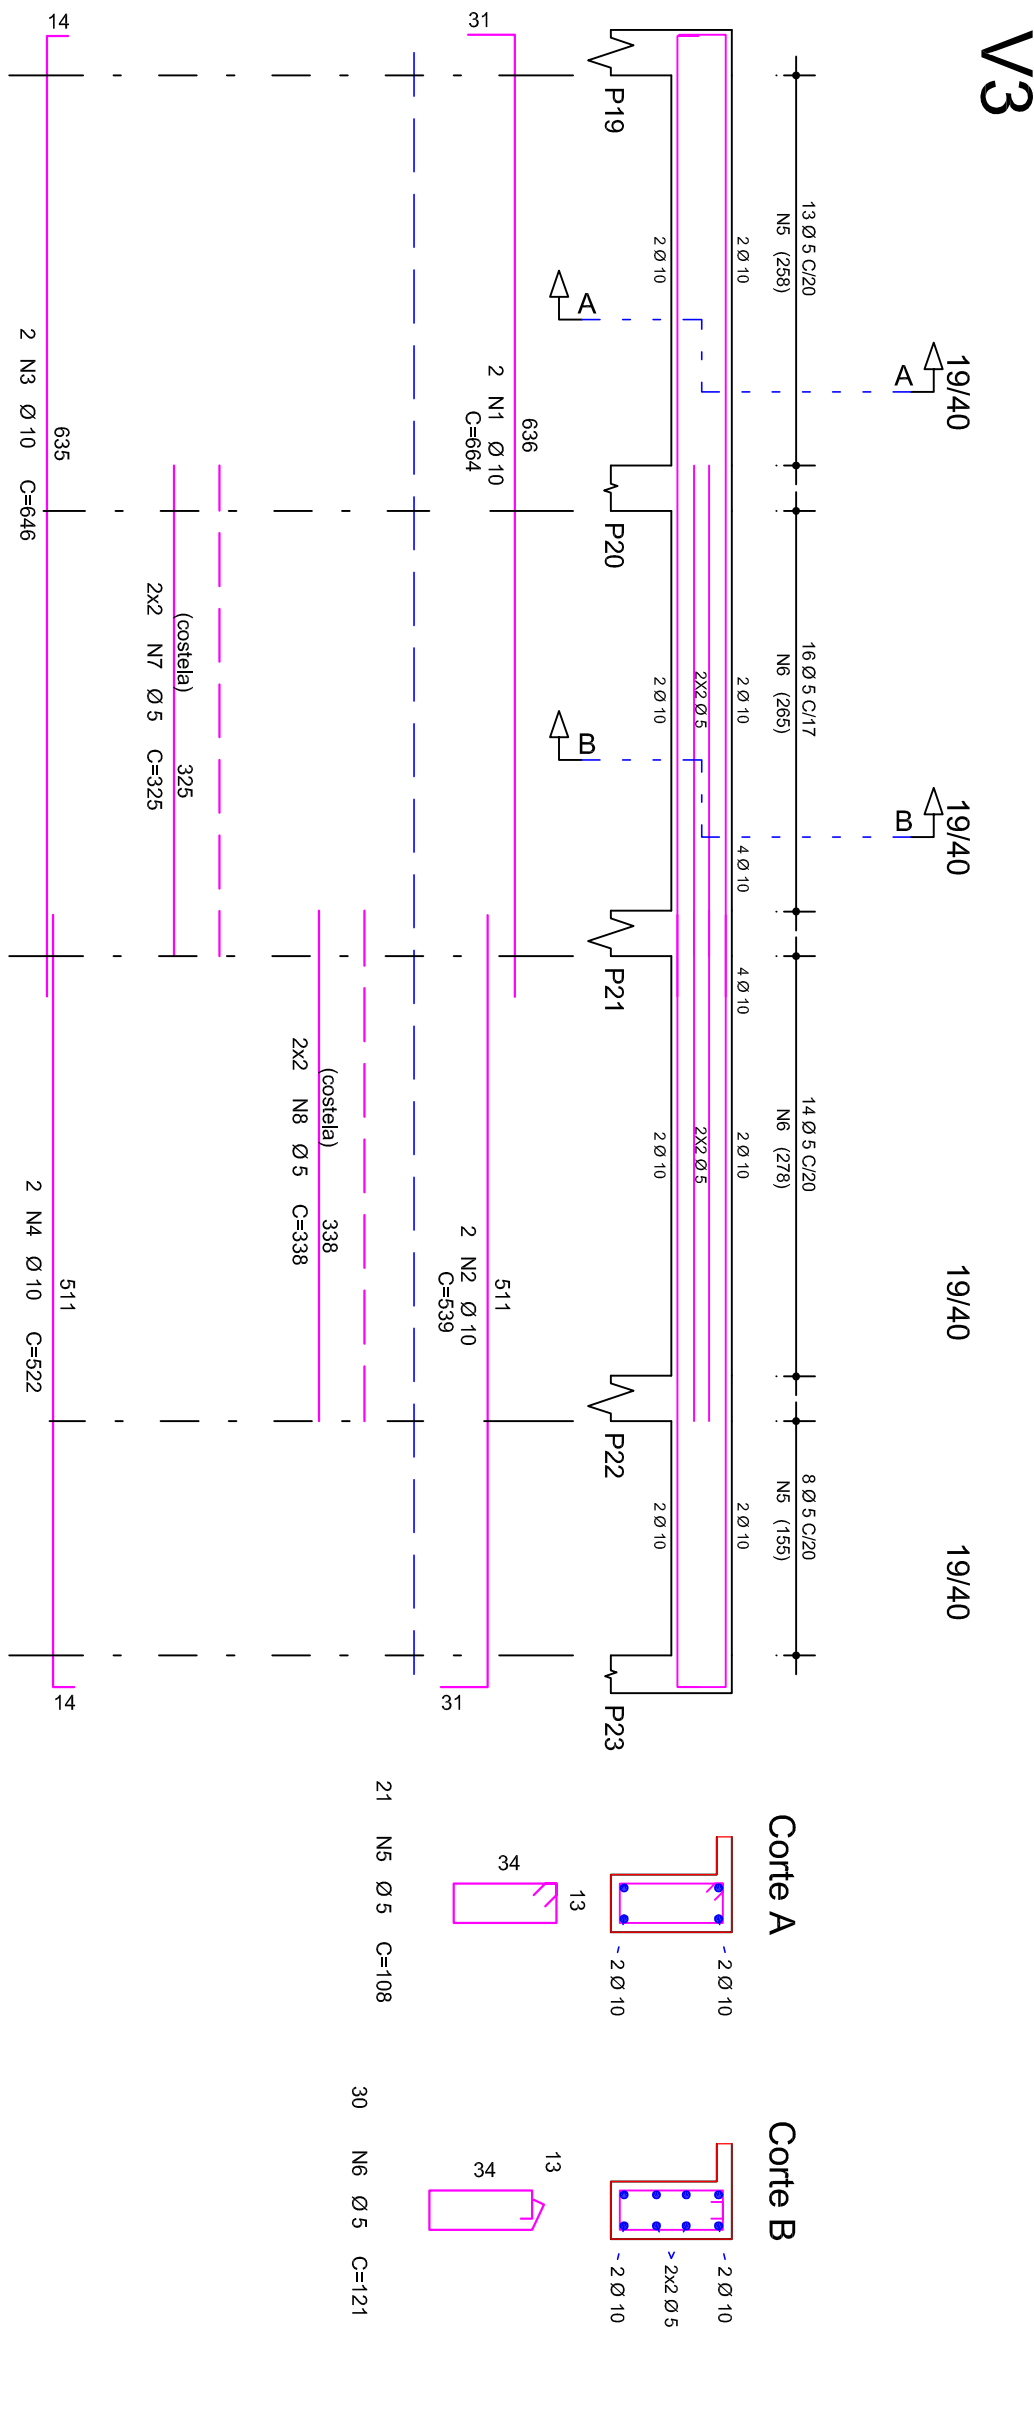 V3
19/40
19/40
19/40
19/40
A
B
13 Ø 5 C/20
N5 (258)
16 Ø 5 C/17
N6 (265)
14 Ø 5 C/20
N6 (278)
8 Ø 5 C/20
N5 (155)
2 Ø 10
2 Ø 10
4 Ø 10
4 Ø 10
2 Ø 10
2 Ø 10
2X2 Ø 5
2X2 Ø 5
2 Ø 10
2 Ø 10
2 Ø 10
2 Ø 10
P19
P20
P21
P22
P23
A
B
31
636
2 N1 Ø 10
C=664
511
2 N2 Ø 10
C=539
31
(costela)
338
2x2 N8 Ø 5 C=338
(costela)
325
2x2 N7 Ø 5 C=325
14
635
2 N3 Ø 10 C=646
511
2 N4 Ø 10 C=522
14
Corte A
2 Ø 10
2 Ø 10
13
34
21 N5 Ø 5 C=108
Corte B
2 Ø 10
2x2 Ø 5
2 Ø 10
13
34
30 N6 Ø 5 C=121